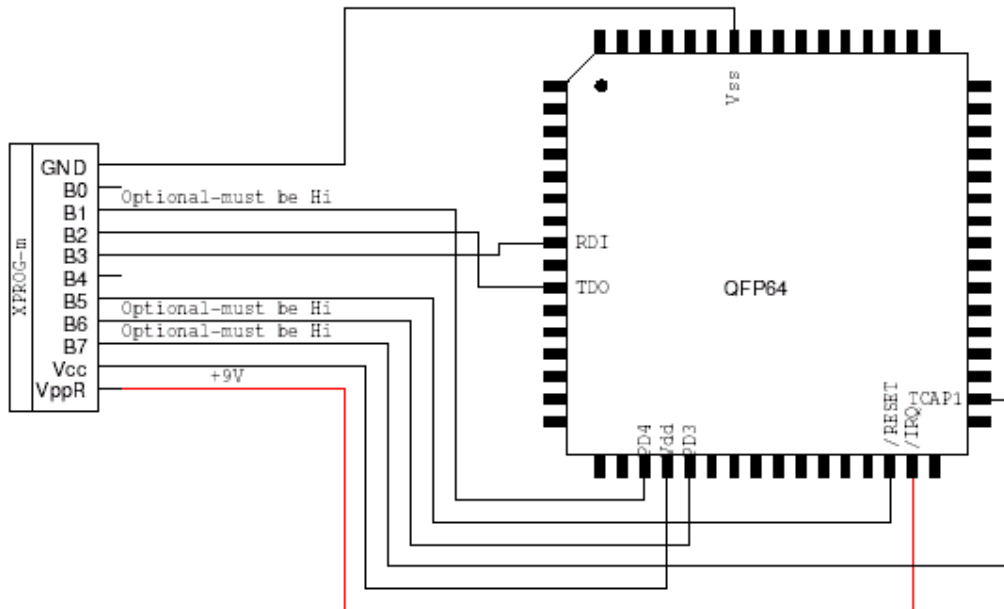 Vss
GND
B0
Optional-must be Hi
B1
B2
B3
RDI
B4
TDO
QFP64
XPROG-m
B5
Optional-must be Hi
B6
Optional-must be Hi
B7
Vcc
+9V
VppR
PD4
Vdd
PD3
/RESET
/IRQ
TCAP1